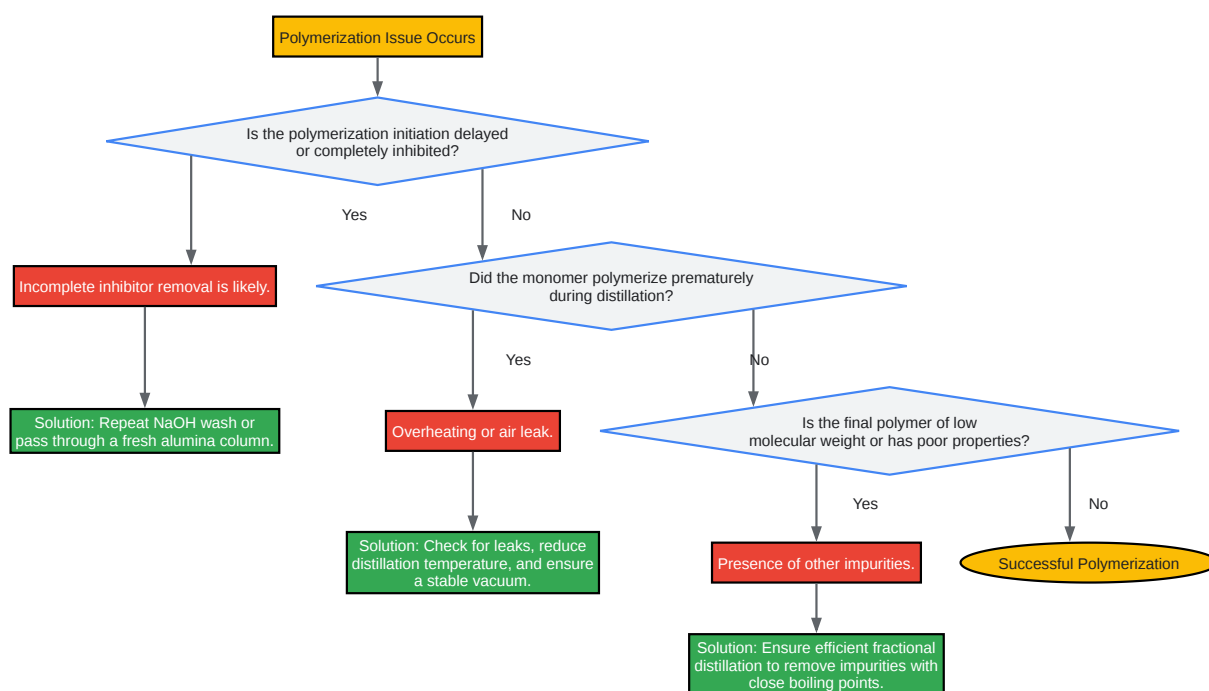 Polymerization Issue Occurs
Is the polymerization initiation delayed
or completely inhibited?
Yes
No
Incomplete inhibitor removal is likely.
Did the monomer polymerize prematurely
during distillation?
Yes
No
Solution: Repeat NaOH wash or
pass through a fresh alumina column.
Overheating or air leak.
Is the final polymer of low
molecular weight or has poor properties?
Yes
No
Solution: Check for leaks, reduce
distillation temperature, and ensure
a stable vacuum.
Presence of other impurities.
Successful Polymerization
Solution: Ensure efficient fractional
distillation to remove impurities with
close boiling points.